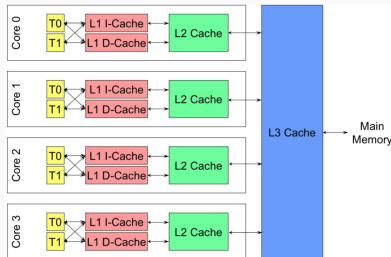 Core 0
T0
L1 I-Cache
T1
L1 D-Cache
L2 Cache
Core 1
T0
L1 I-Cache
T1
L1 D-Cache
L2 Cache
Core 2
T0
L1 I-Cache
T1
L1 D-Cache
L2 Cache
Core 3
T0
L1 I-Cache
T1
L1 D-Cache
L2 Cache
L3 Cache
Main
Memory